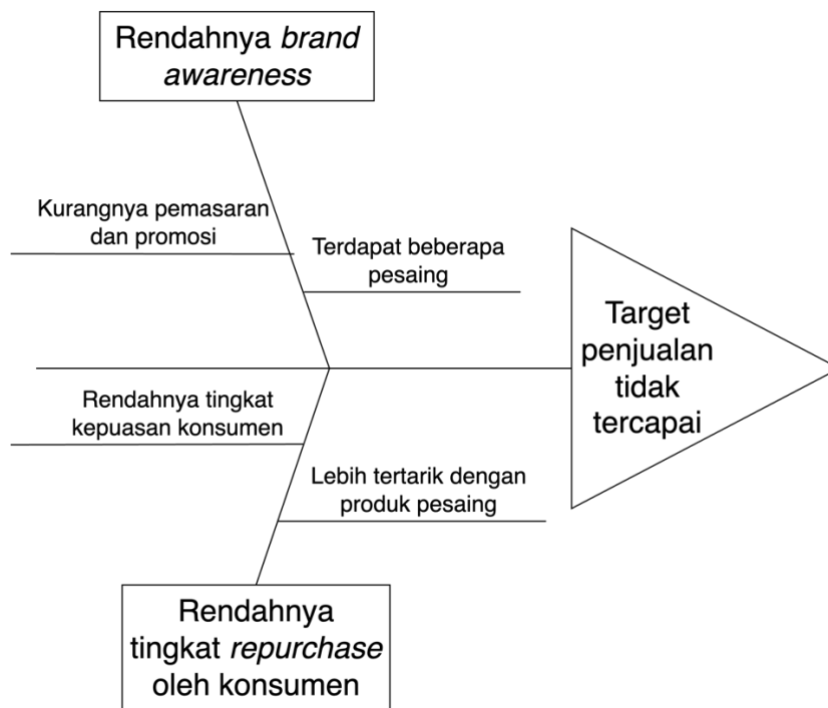 Rendahnya brand
awareness
Kurangnya pemasaran
dan promosi
Terdapat beberapa
pesaing
Target
penjualan
tidak
tercapai
Rendahnya tingkat
kepuasan konsumen
Lebih tertarik dengan
produk pesaing
Rendahnya
tingkat repurchase
oleh konsumen